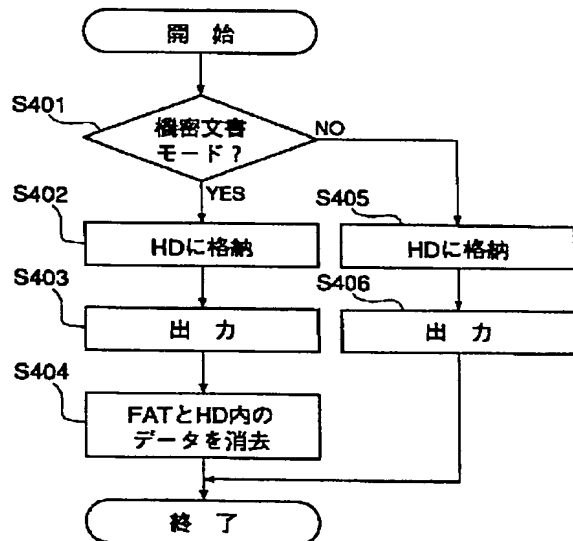 開 始
S401
機密文書
モード?
NO
YES
S402
HDに格納
S405
HDに格納
S403
出 力
S406
出 力
S404
FATとHD内の
データを消去
終 了